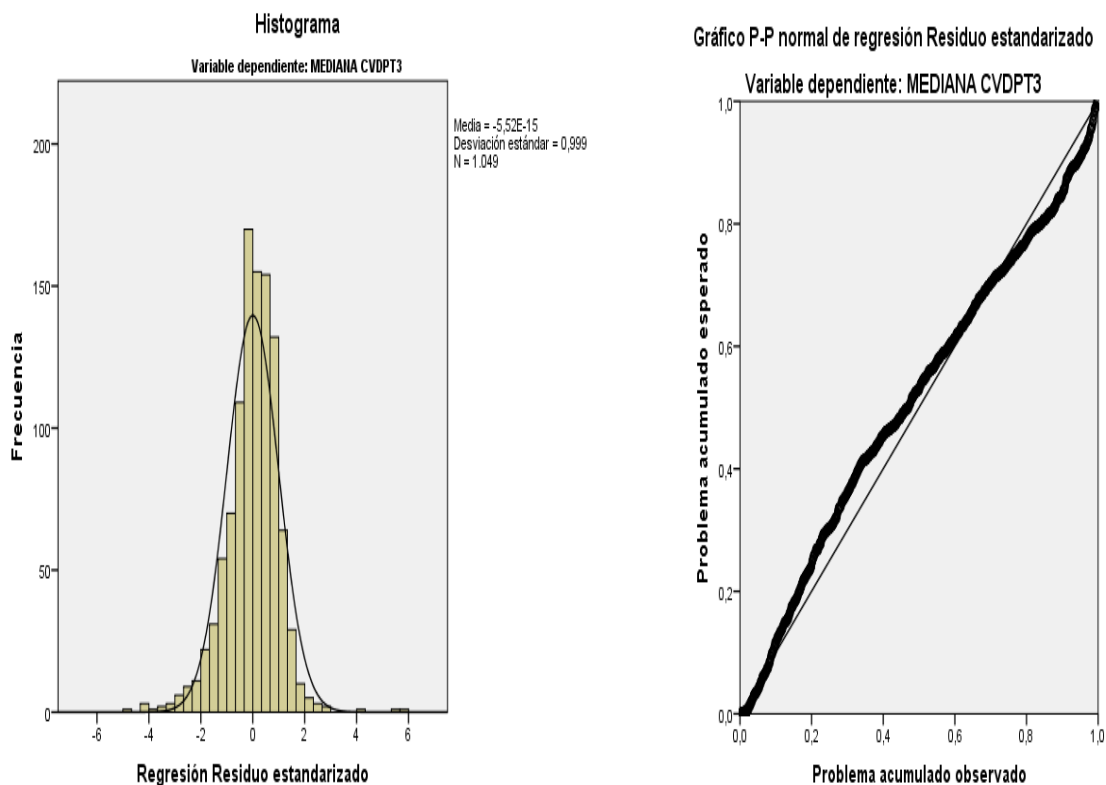 Histograma
Variable dependiente: MEDIANA CVDPT3
Media = -5,52E-15
Desviación estándar = 0,999
N = 1.049
Frecuencia
200
150
100
50
0
-6 -4 -2 0 2 4 6
Regresión Residuo estandarizado
Gráfico P-P normal de regresión Residuo estandarizado
Variable dependiente: MEDIANA CVDPT3
Problema acumulado esperado
1,0
0,8
0,6
0,4
0,2
0,0
0,0 0,2 0,4 0,6 0,8 1,0
Problema acumulado observado